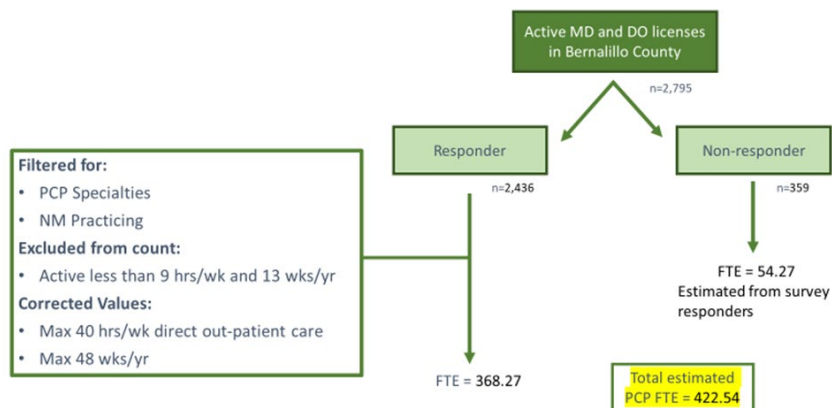 Active MD and DO licenses
in Bernalillo County
n=2,795
Responder
Non-responder
n=2,436
n=359
Filtered for:
• PCP Specialties
• NM Practicing
Excluded from count:
• Active less than 9 hrs/wk and 13 wks/yr
Corrected Values:
• Max 40 hrs/wk direct out-patient care
• Max 48 wks/yr
FTE = 54.27
Estimated from survey
responders
FTE = 368.27
Total estimated
PCP FTE = 422.54